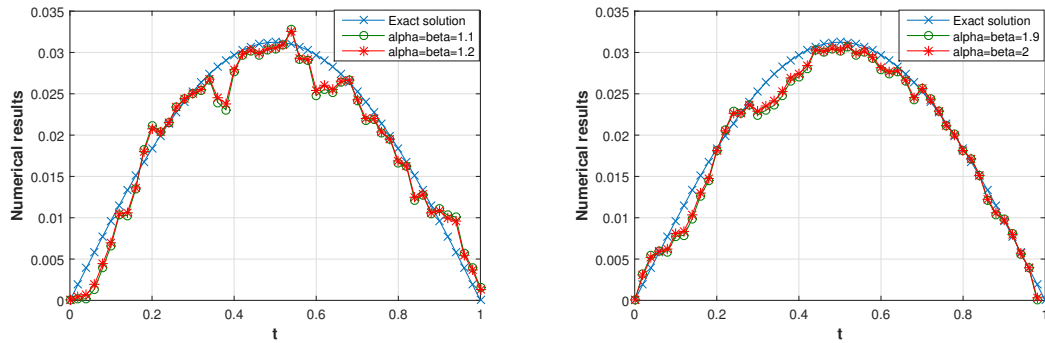 Exact solution
alpha=beta=1.1
alpha=beta=1.2
Numerical results
0.035
0.03
0.025
0.02
0.015
0.01
0.005
0
0 0.2 0.4 0.6 0.8 1
t
Exact solution
alpha=beta=1.9
alpha=beta=2
Numerical results
0.035
0.03
0.025
0.02
0.015
0.01
0.005
0
0 0.2 0.4 0.6 0.8 1
t